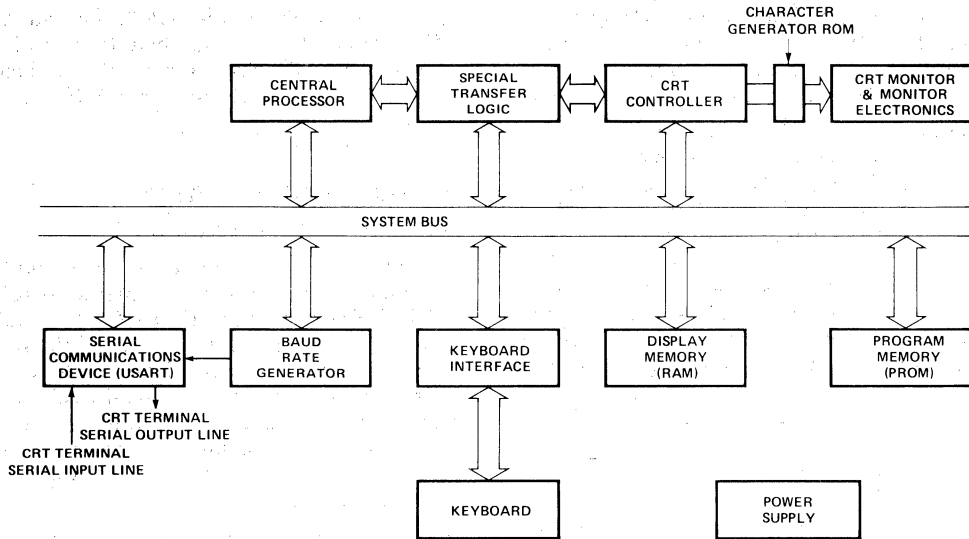 CHARACTER
GENERATOR ROM
CENTRAL
PROCESSOR
SPECIAL
TRANSFER
LOGIC
CRT
CONTROLLER
CRT MONITOR
& MONITOR
ELECTRONICS
SYSTEM BUS
SERIAL
COMMUNICATIONS
DEVICE (USART)
BAUD
RATE
GENERATOR
KEYBOARD
INTERFACE
DISPLAY
MEMORY
(RAM)
PROGRAM
MEMORY
(PROM)
CRT TERMINAL
SERIAL OUTPUT LINE
CRT TERMINAL
SERIAL INPUT LINE
KEYBOARD
POWER
SUPPLY